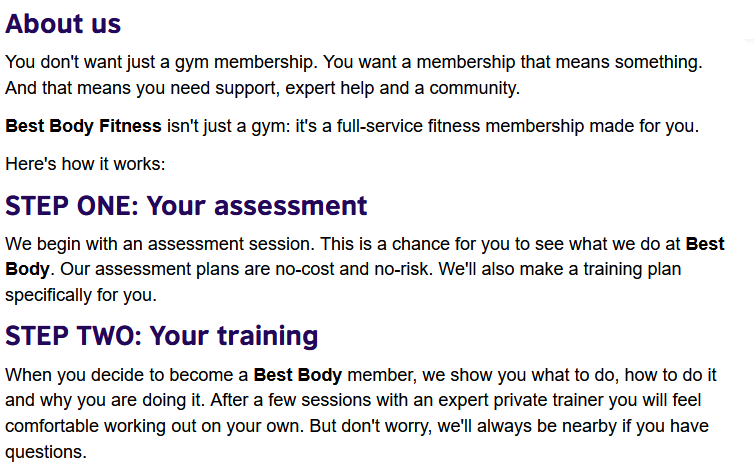 About us
You don't want just a gym membership. You want a membership that means something.
And that means you need support, expert help and a community.
Best Body Fitness isn't just a gym: it's a full-service fitness membership made for you.
Here's how it works:
STEP ONE: Your assessment
We begin with an assessment session. This is a chance for you to see what we do at Best
Body. Our assessment plans are no-cost and no-risk. We'll also make a training plan
specifically for you.
STEP TWO: Your training
When you decide to become a Best Body member, we show you what to do, how to do it
and why you are doing it. After a few sessions with an expert private trainer you will feel
comfortable working out on your own. But don't worry, we'll always be nearby if you have
questions.